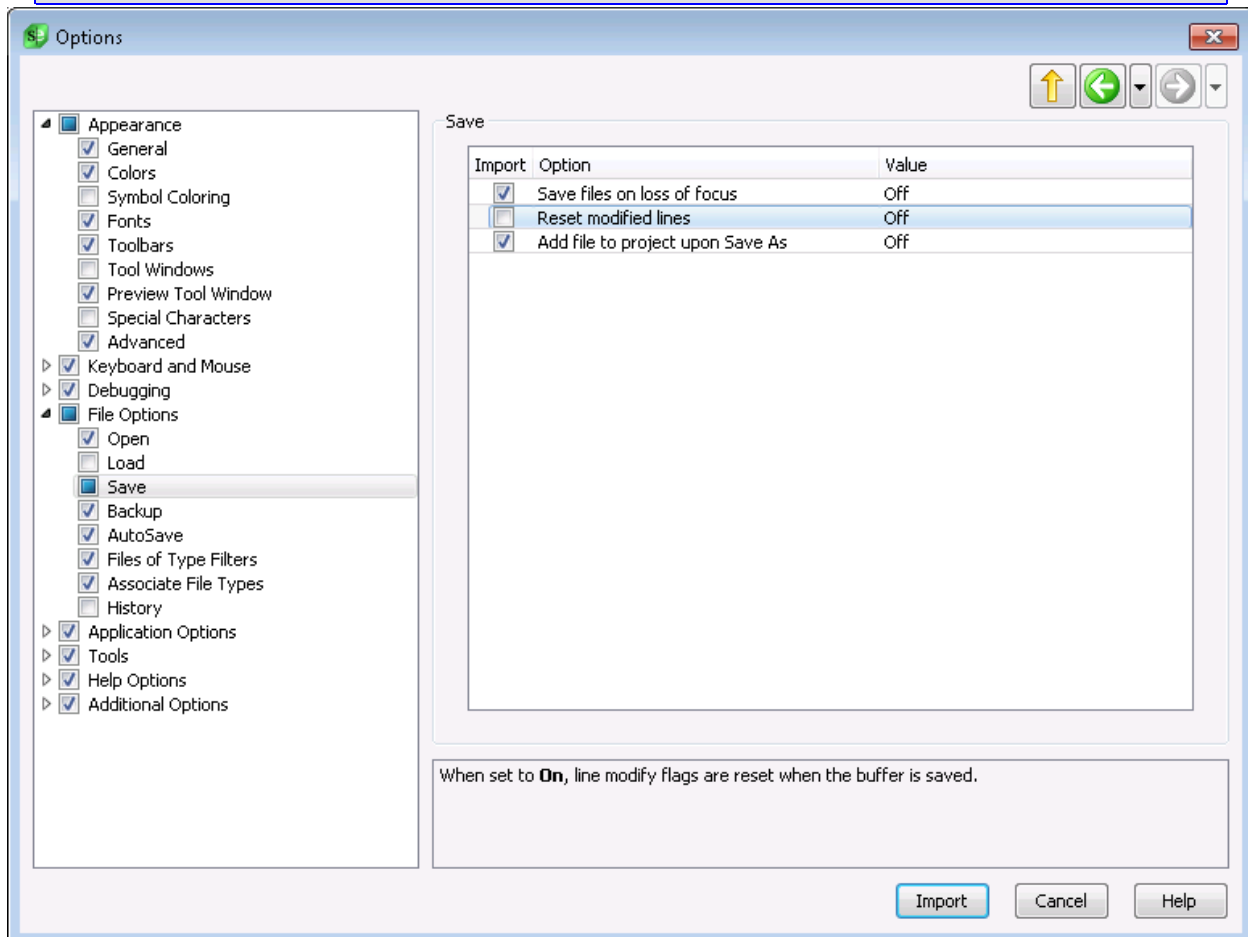 Options
Appearance
General
Colors
Symbol Coloring
Fonts
Toolbars
Tool Windows
Preview Tool Window
Special Characters
Advanced
Keyboard and Mouse
Debugging
File Options
Open
Load
Save
Backup
AutoSave
Files of Type Filters
Associate File Types
History
Application Options
Tools
Help Options
Additional Options
Save
Import Option Value
Save files on loss of focus Off
Reset modified lines Off
Add file to project upon Save As Off
When set to On, line modify flags are reset when the buffer is saved.
Import Cancel Help